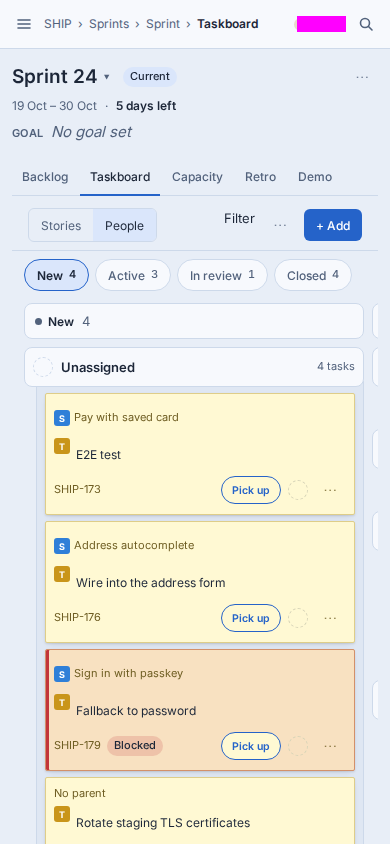 SHIP › Sprints › Sprint › Taskboard
Sprint 24 ▾ Current ...
19 Oct – 30 Oct · 5 days left
GOAL No goal set
Backlog Taskboard Capacity Retro Demo
Stories People Filter ... + Add
New 4 Active 3 In review 1 Closed 4
New 4
Unassigned 4 tasks
S Pay with saved card
T E2E test
SHIP-173 Pick up ...
S Address autocomplete
T Wire into the address form
SHIP-176 Pick up ...
S Sign in with passkey
T Fallback to password
SHIP-179 Blocked Pick up ...
No parent
T Rotate staging TLS certificates